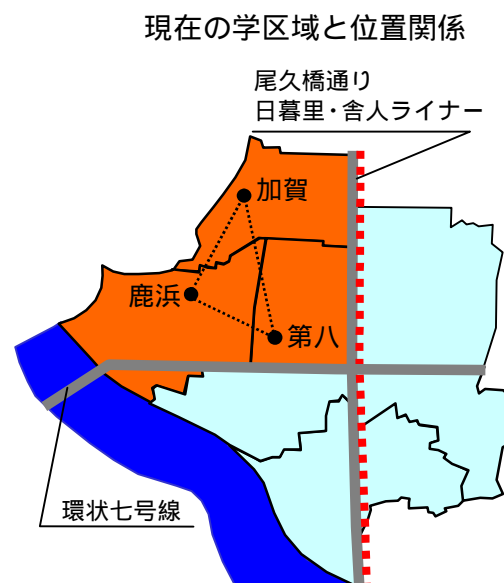 現在の学区域と位置関係
尾久橋通り
日暮里・舎人ライナー
加賀
鹿浜
第八
環状七号線